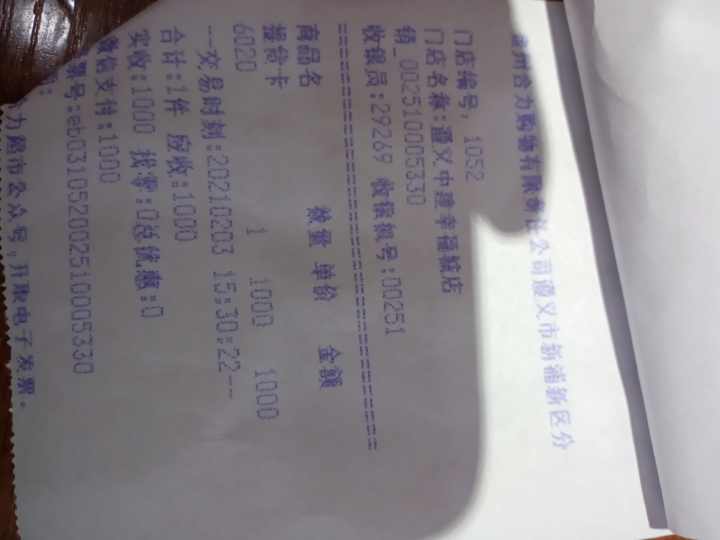 贵州合力购物有限责任公司遵义市新浦新区分
门店编号: 1052
门店名称:遵义中建幸福城店
销_002510005330
收银员:29269 收银机号:00251
================================
商品名 数量 单价 金额
提货卡
6020 1 1000 1000
--交易时刻:20210203 15:30:22--
合计:1件 应收:1000
实收:1000 找零:0总优惠:0
微信支付:1000
票号:eb031052002510005330
力超市公众号,开取电子发票。